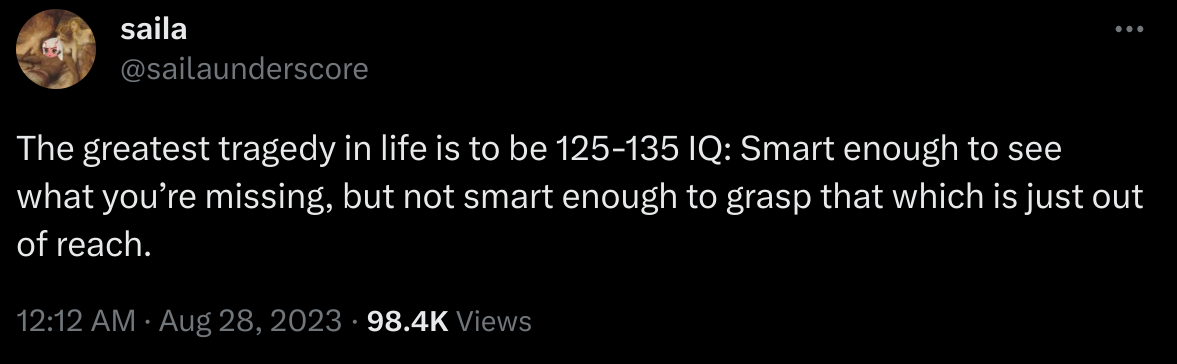 saila
@sailaunderscore
The greatest tragedy in life is to be 125-135 IQ: Smart enough to see
what you’re missing, but not smart enough to grasp that which is just out
of reach.
12:12 AM · Aug 28, 2023 · 98.4K Views